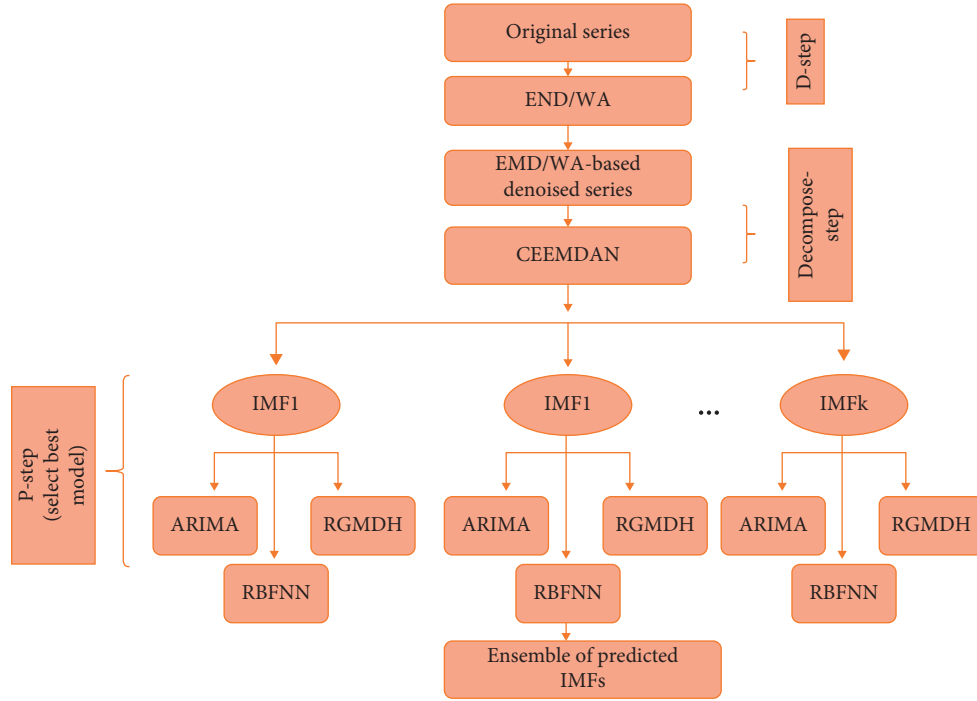 Original series
D-step
END/WA
EMD/WA-based
denoised series
Decompose-
step
CEEMDAN
P-step
(select best
model)
IMF1
IMF1
...
IMFk
ARIMA
RGMDH
ARIMA
RGMDH
ARIMA
RGMDH
RBFNN
RBFNN
RBFNN
Ensemble of predicted
IMFs